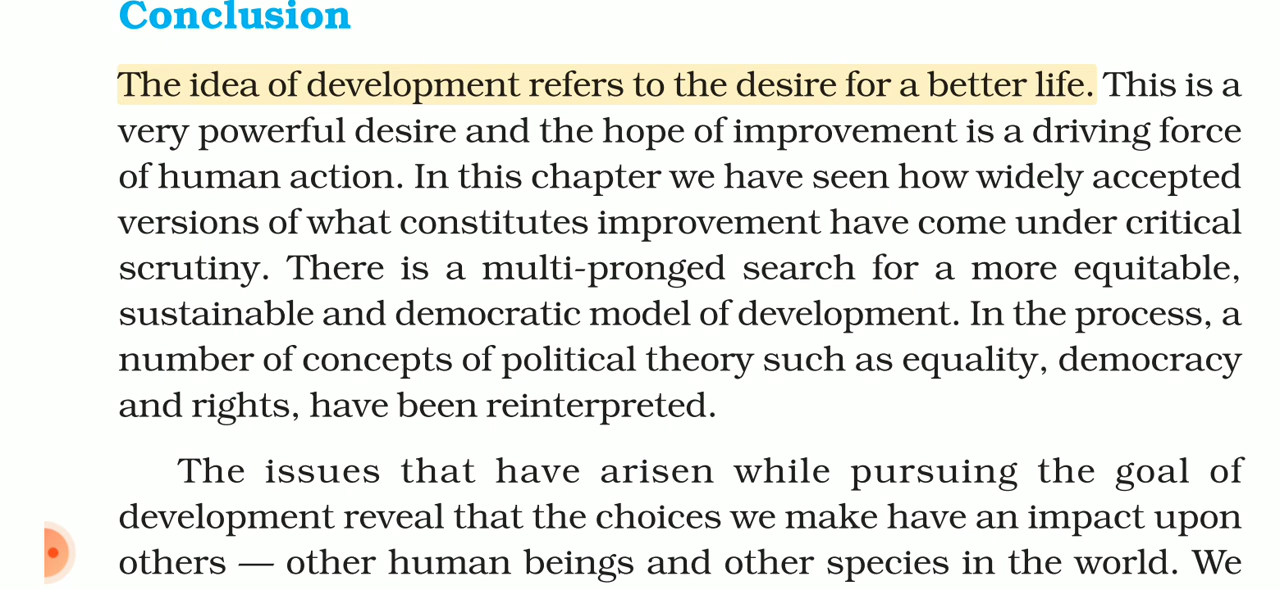 Conclusion
The idea of development refers to the desire for a better life. This is a
very powerful desire and the hope of improvement is a driving force
of human action. In this chapter we have seen how widely accepted
versions of what constitutes improvement have come under critical
scrutiny. There is a multi-pronged search for a more equitable,
sustainable and democratic model of development. In the process, a
number of concepts of political theory such as equality, democracy
and rights, have been reinterpreted.
The issues that have arisen while pursuing the goal of
development reveal that the choices we make have an impact upon
others — other human beings and other species in the world. We